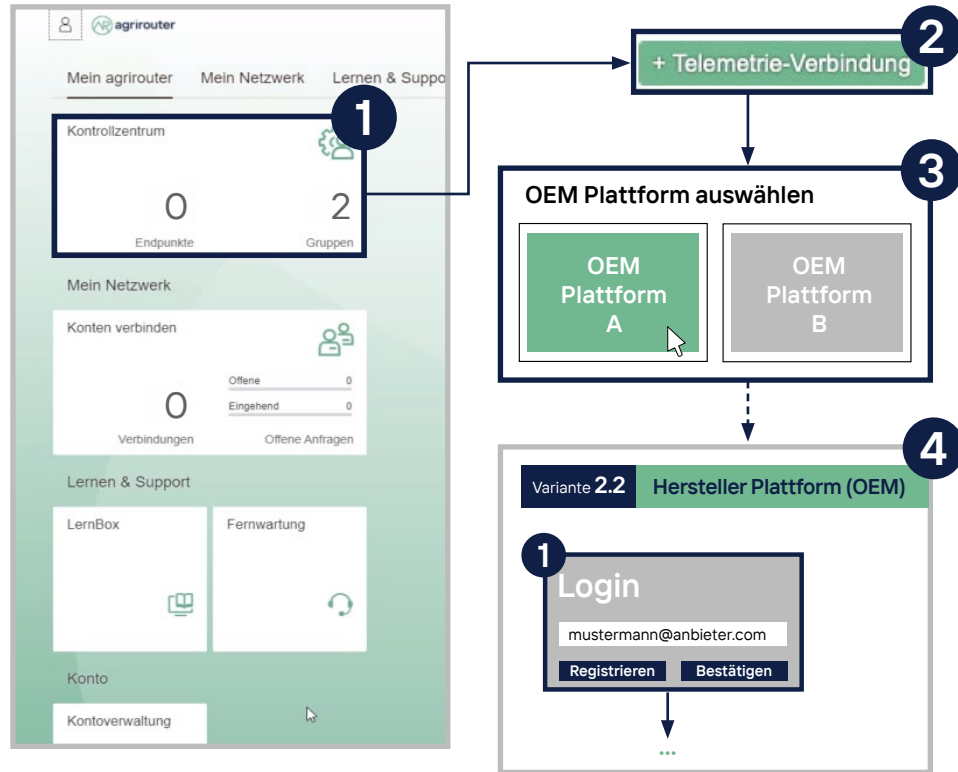 agrirouter
Mein agrirouter
Mein Netzwerk
Lernen & Suppo
1
Kontrollzentrum
0
2
Endpunkte
Gruppen
Mein Netzwerk
Konten verbinden
Offene 0
Eingehend 0
0
Verbindungen
Offene Anfragen
Lernen & Support
LernBox
Fernwartung
Konto
Kontoverwaltung
2
+ Telemetrie-Verbindung
3
OEM Plattform auswählen
OEM
Plattform
A
OEM
Plattform
B
4
Variante 2.2
Hersteller Plattform (OEM)
1
Login
mustermann@anbieter.com
Registrieren
Bestätigen
...